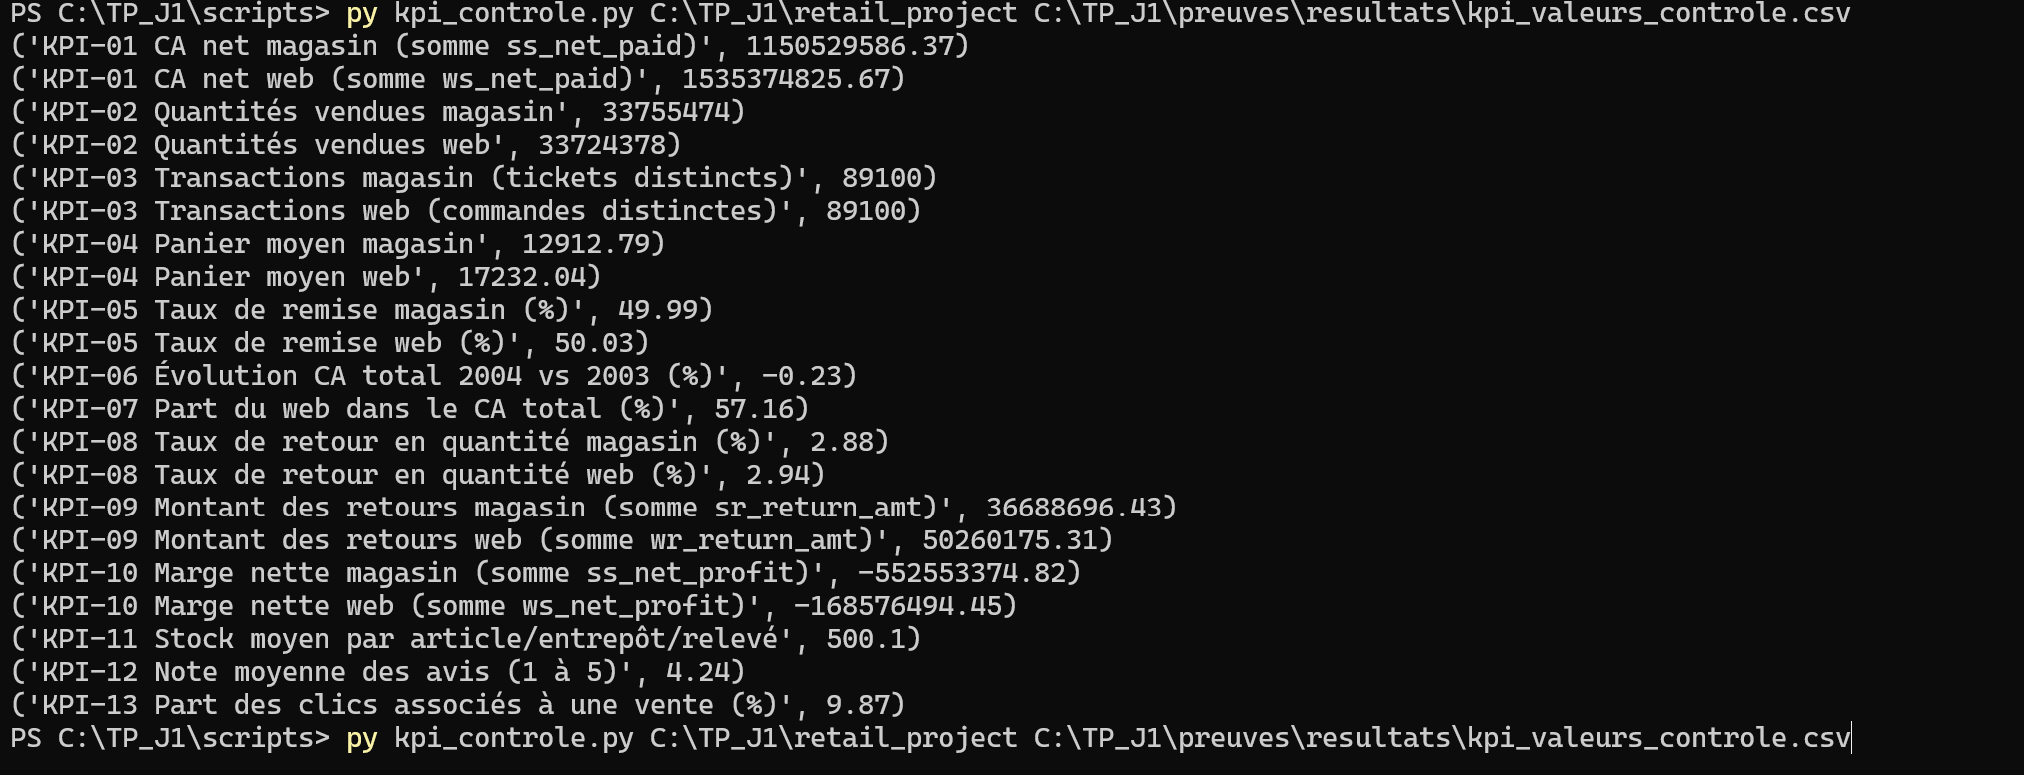 PS C:\TP_J1\scripts> py kpi_controle.py C:\TP_J1\retail_project C:\TP_J1\preuves\resultats\kpi_valeurs_controle.csv
('KPI-01 CA net magasin (somme ss_net_paid)', 1150529586.37)
('KPI-01 CA net web (somme ws_net_paid)', 1535374825.67)
('KPI-02 Quantités vendues magasin', 33755474)
('KPI-02 Quantités vendues web', 33724378)
('KPI-03 Transactions magasin (tickets distincts)', 89100)
('KPI-03 Transactions web (commandes distinctes)', 89100)
('KPI-04 Panier moyen magasin', 12912.79)
('KPI-04 Panier moyen web', 17232.04)
('KPI-05 Taux de remise magasin (%)', 49.99)
('KPI-05 Taux de remise web (%)', 50.03)
('KPI-06 Évolution CA total 2004 vs 2003 (%)', -0.23)
('KPI-07 Part du web dans le CA total (%)', 57.16)
('KPI-08 Taux de retour en quantité magasin (%)', 2.88)
('KPI-08 Taux de retour en quantité web (%)', 2.94)
('KPI-09 Montant des retours magasin (somme sr_return_amt)', 36688696.43)
('KPI-09 Montant des retours web (somme wr_return_amt)', 50260175.31)
('KPI-10 Marge nette magasin (somme ss_net_profit)', -552553374.82)
('KPI-10 Marge nette web (somme ws_net_profit)', -168576494.45)
('KPI-11 Stock moyen par article/entrepôt/relevé', 500.1)
('KPI-12 Note moyenne des avis (1 à 5)', 4.24)
('KPI-13 Part des clics associés à une vente (%)', 9.87)
PS C:\TP_J1\scripts> py kpi_controle.py C:\TP_J1\retail_project C:\TP_J1\preuves\resultats\kpi_valeurs_controle.csv